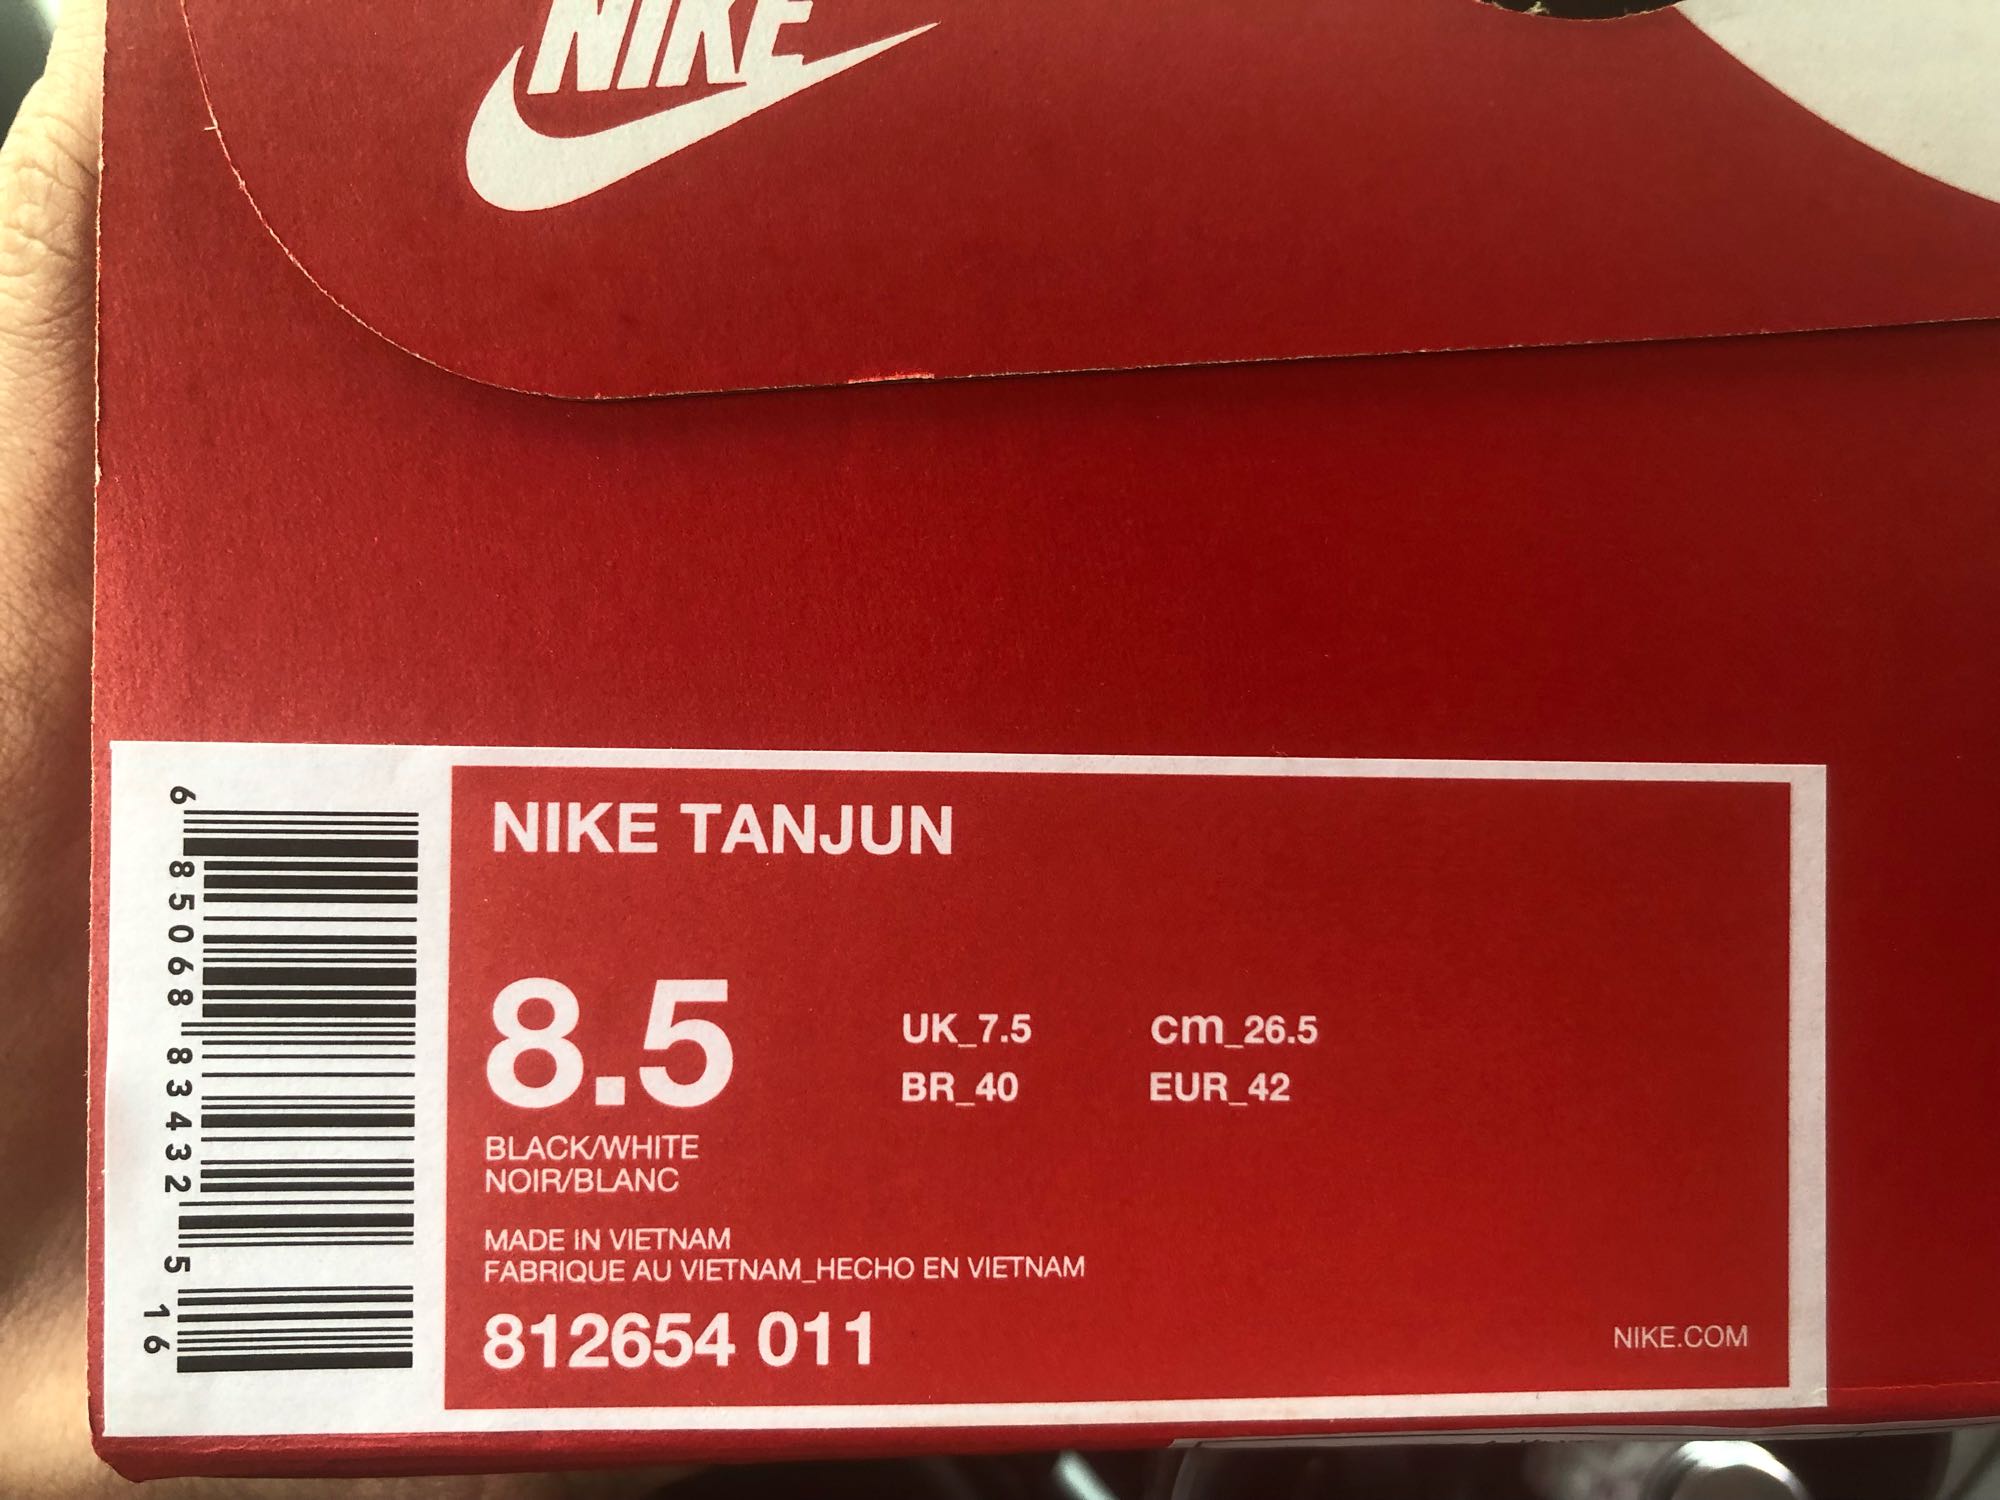 NIKE
NIKE TANJUN
8.5
UK_7.5
cm_26.5
BR_40
EUR_42
BLACK/WHITE
NOIR/BLANC
MADE IN VIETNAM
FABRIQUE AU VIETNAM_HECHO EN VIETNAM
812654 011
NIKE.COM
6 85068 83432 5 16